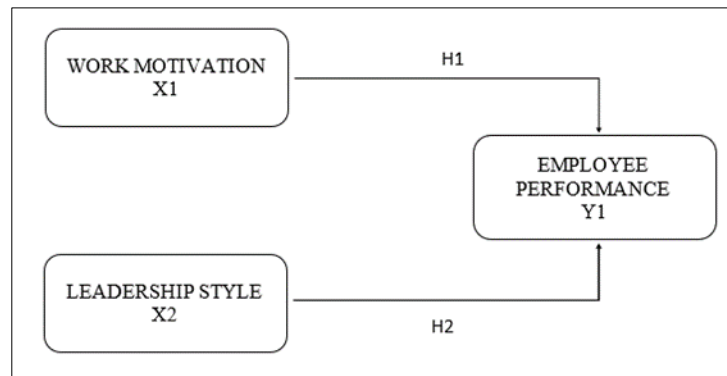 WORK MOTIVATION
X1
H1
EMPLOYEE
PERFORMANCE
Y1
LEADERSHIP STYLE
X2
H2